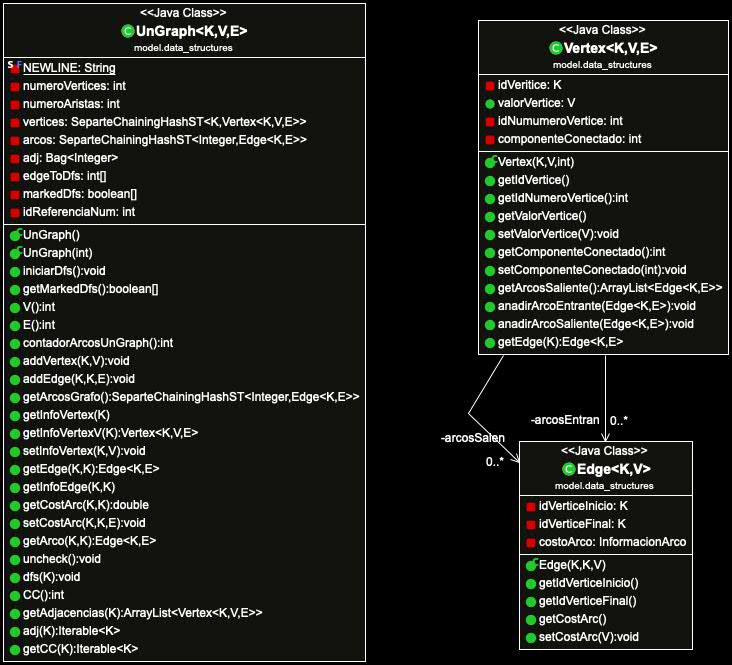 <<Java Class>>
UnGraph<K,V,E>
model.data_structures
NEWLINE: String
numeroVertices: int
numeroAristas: int
vertices: SeparteChainingHashST<K,Vertex<K,V,E>>
arcos: SeparteChainingHashST<Integer,Edge<K,E>>
adj: Bag<Integer>
edgeToDfs: int[]
markedDfs: boolean[]
idReferenciaNum: int
UnGraph()
UnGraph(int)
iniciarDfs():void
getMarkedDfs():boolean[]
V():int
E():int
contadorArcosUnGraph():int
addVertex(K,V):void
addEdge(K,K,E):void
getArcosGrafo():SeparteChainingHashST<Integer,Edge<K,E>>
getInfoVertex(K)
getInfoVertexV(K):Vertex<K,V,E>
setInfoVertex(K,V):void
getEdge(K,K):Edge<K,E>
getInfoEdge(K,K)
getCostArc(K,K):double
setCostArc(K,K,E):void
getArco(K,K):Edge<K,E>
uncheck():void
dfs(K):void
CC():int
getAdjacencias(K):ArrayList<Vertex<K,V,E>>
adj(K):Iterable<K>
getCC(K):Iterable<K>
<<Java Class>>
Vertex<K,V,E>
model.data_structures
idVeritice: K
valorVertice: V
idNumumeroVertice: int
componenteConectado: int
Vertex(K,V,int)
getIdVertice()
getIdNumeroVertice():int
getValorVertice()
setValorVertice(V):void
getComponenteConectado():int
setComponenteConectado(int):void
getArcosSaliente():ArrayList<Edge<K,E>>
anadirArcoEntrante(Edge<K,E>):void
anadirArcoSaliente(Edge<K,E>):void
getEdge(K):Edge<K,E>
-arcosEntran
0..*
-arcosSalen
0..*
<<Java Class>>
Edge<K,V>
model.data_structures
idVerticeInicio: K
idVerticeFinal: K
costoArco: InformacionArco
Edge(K,K,V)
getIdVerticeInicio()
getIdVerticeFinal()
getCostArc()
setCostArc(V):void